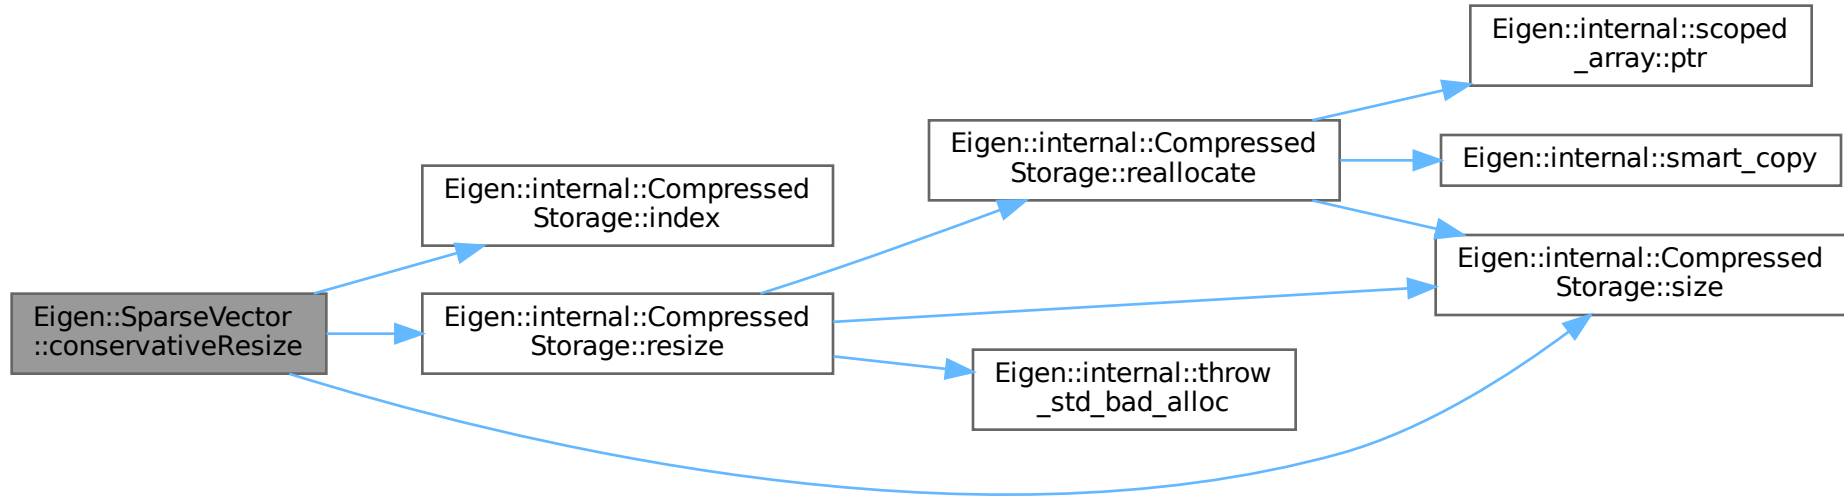 Eigen::SparseVector
::conservativeResize
Eigen::internal::Compressed
Storage::index
Eigen::internal::Compressed
Storage::resize
Eigen::internal::Compressed
Storage::reallocate
Eigen::internal::throw
_std_bad_alloc
Eigen::internal::scoped
_array::ptr
Eigen::internal::smart_copy
Eigen::internal::Compressed
Storage::size